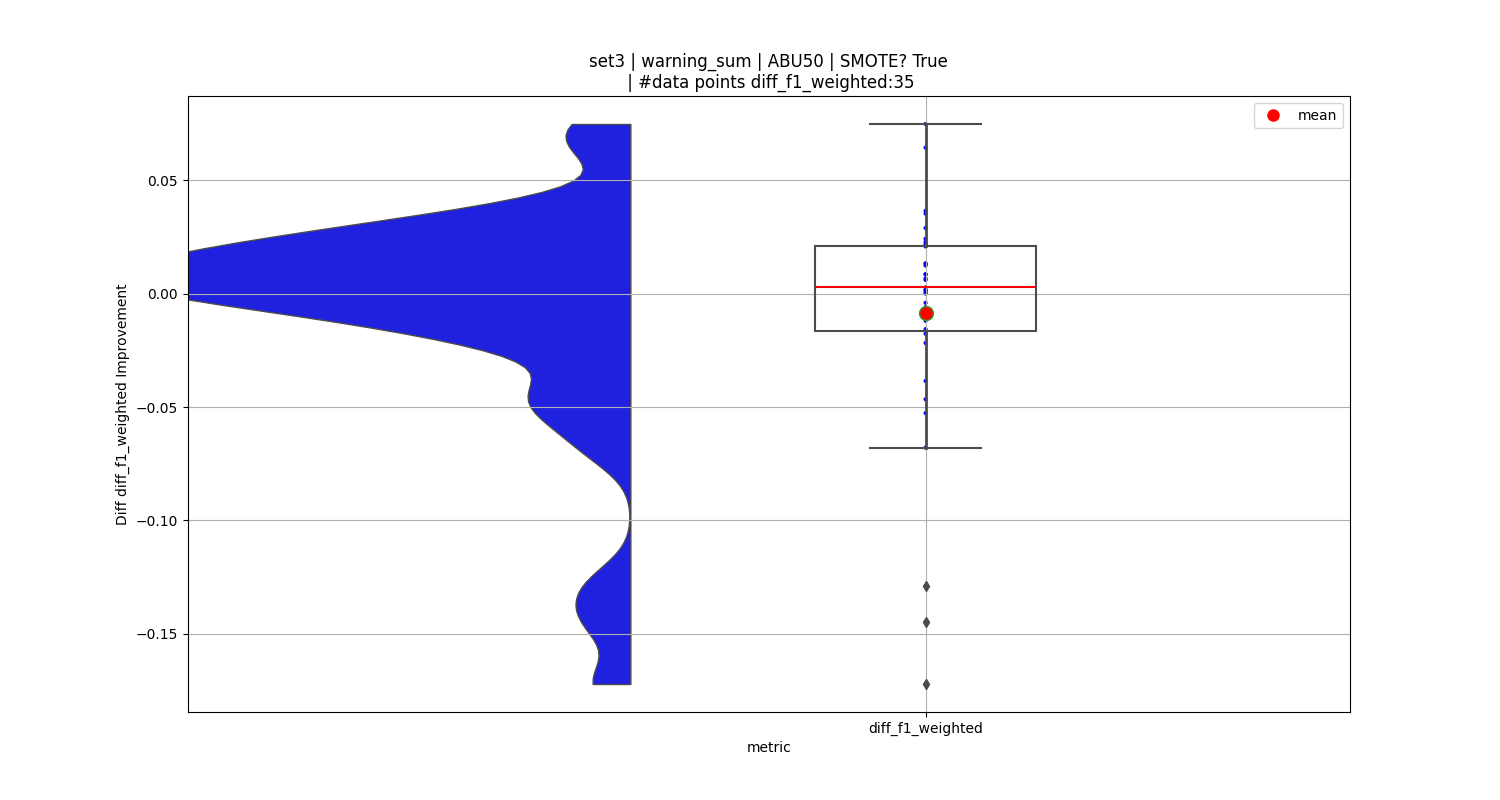 set3 | warning_sum | ABU50 | SMOTE? True
| #data points diff_f1_weighted:35
mean
0.05
0.00
−0.05
−0.10
−0.15
Diff diff_f1_weighted Improvement
diff_f1_weighted
metric